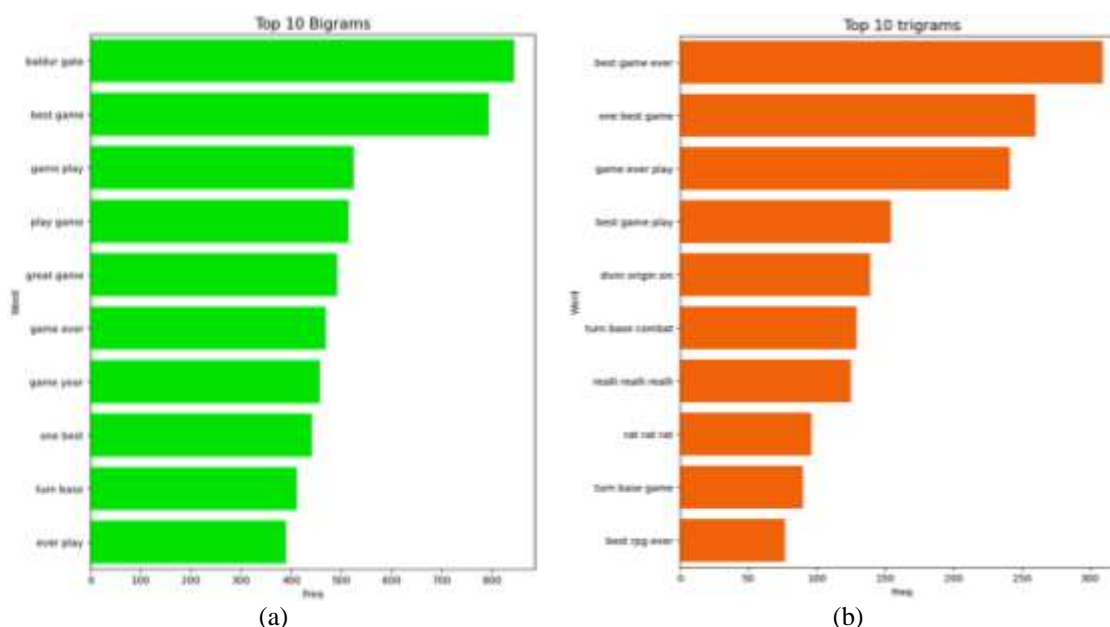 Top 10 Bigrams
baldur gate
best game
game play
play game
great game
game ever
game year
one best
turn base
ever play
Word
0 100 200 300 400 500 600 700 800
Freq
(a)
Top 10 trigrams
best game ever
one best game
game ever play
best game play
divin origin sin
turn base combat
realli realli realli
rat rat rat
turn base game
best rpg ever
Word
0 50 100 150 200 250 300
Freq
(b)